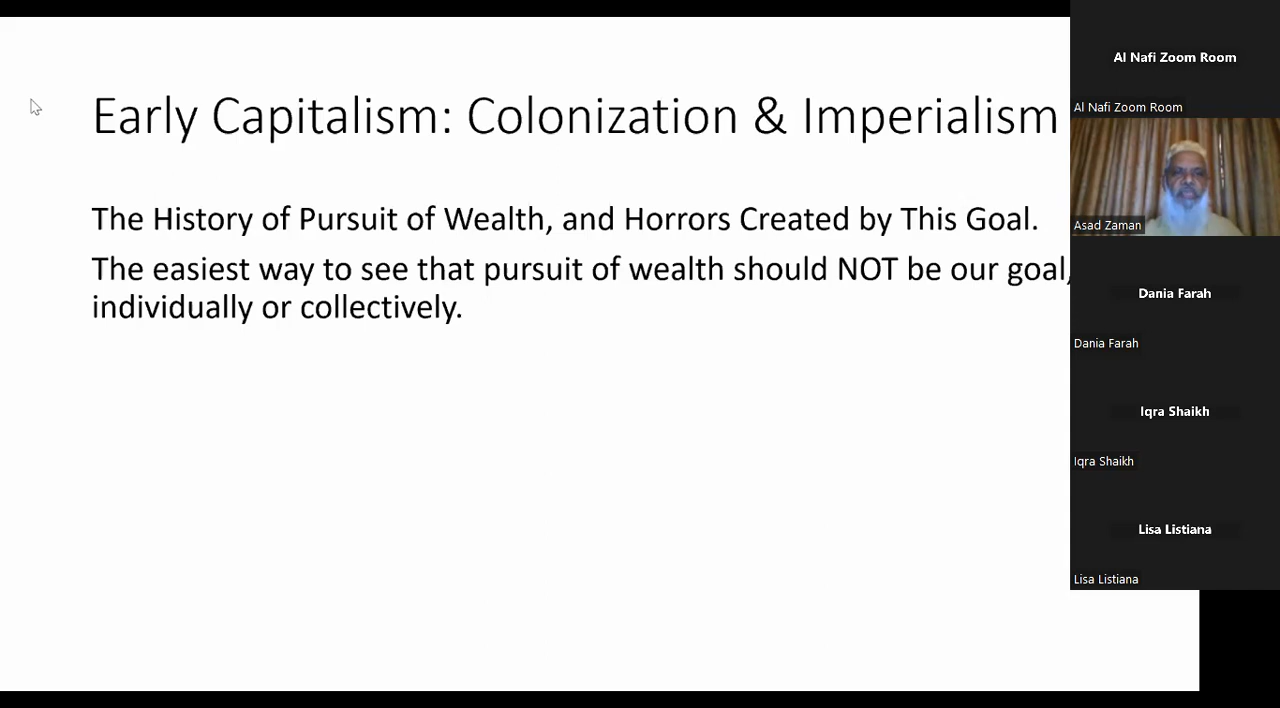 Early Capitalism: Colonization & Imperialism
The History of Pursuit of Wealth, and Horrors Created by This Goal.
The easiest way to see that pursuit of wealth should NOT be our goal,
individually or collectively.
Al Nafi Zoom Room
Al Nafi Zoom Room
Asad Zaman
Dania Farah
Dania Farah
Iqra Shaikh
Iqra Shaikh
Lisa Listiana
Lisa Listiana